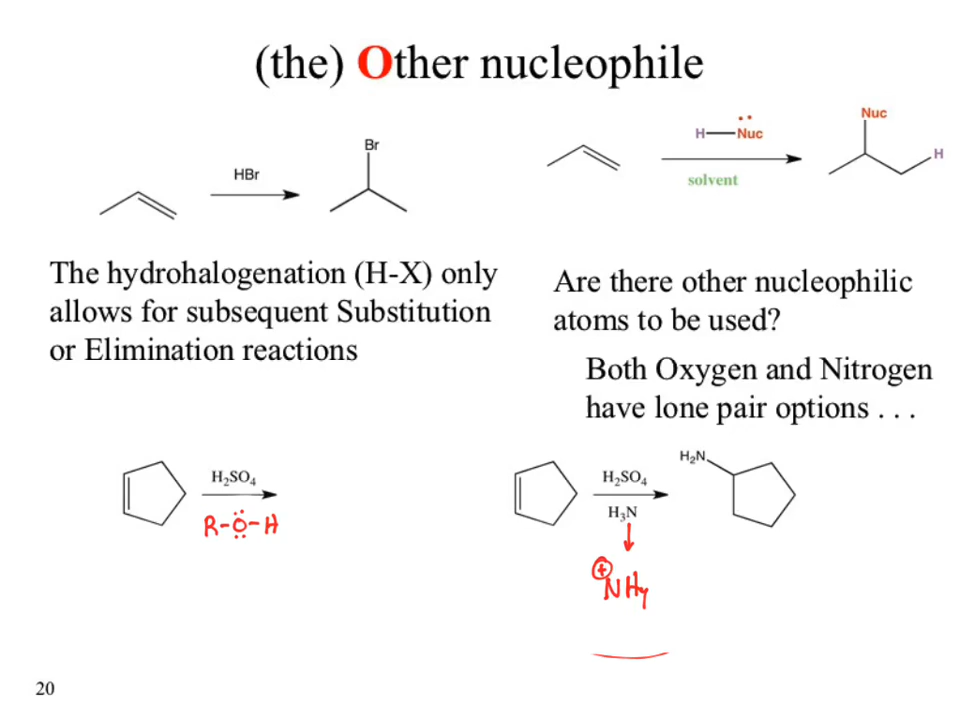 (the) Other nucleophile
HBr
Br
H
Nuc
solvent
Nuc
H
The hydrohalogenation (H-X) only
allows for subsequent Substitution
or Elimination reactions
Are there other nucleophilic
atoms to be used?
Both Oxygen and Nitrogen
have lone pair options . . .
H₂SO₄
R-O-H
H₂SO₄
H₃N
H₂N
⊕
NH₄
20